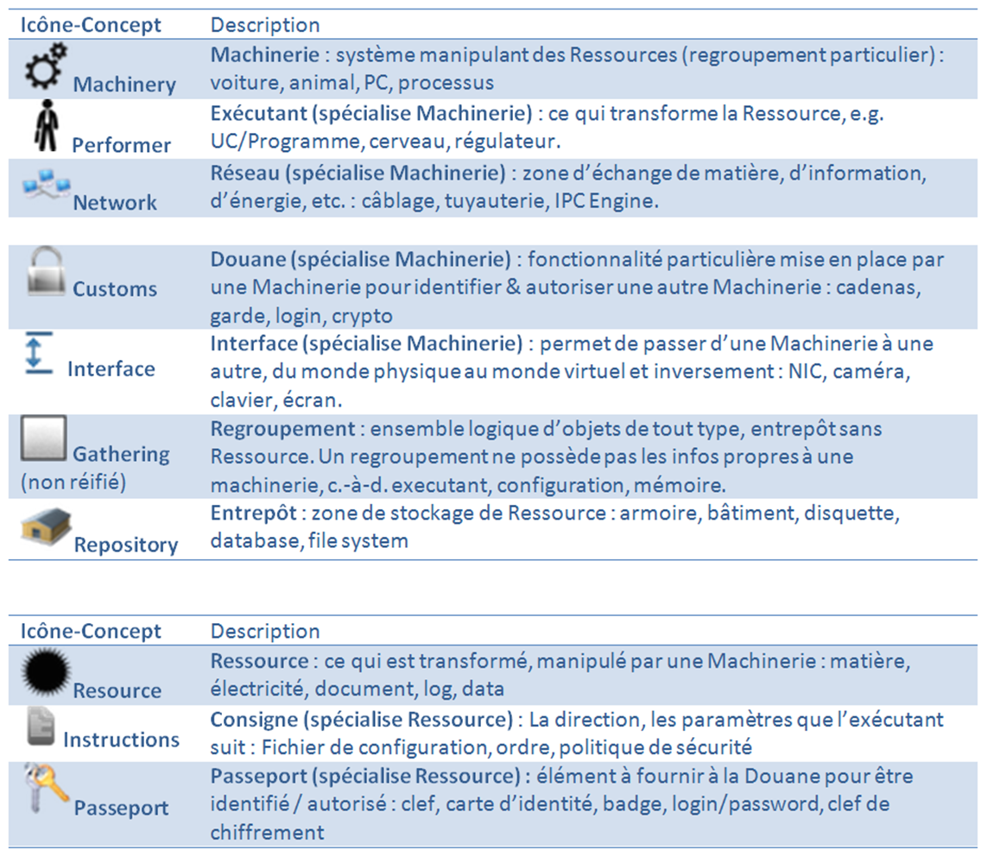 Icône-Concept Description
Machinery Machinerie : système manipulant des Ressources (regroupement particulier) :
voiture, animal, PC, processus
Performer Exécutant (spécialise Machinerie) : ce qui transforme la Ressource, e.g.
UC/Programme, cerveau, régulateur.
Network Réseau (spécialise Machinerie) : zone d’échange de matière, d’information,
d’énergie, etc. : câblage, tuyauterie, IPC Engine.
Customs Douane (spécialise Machinerie) : fonctionnalité particulière mise en place par
une Machinerie pour identifier & autoriser une autre Machinerie : cadenas,
garde, login, crypto
Interface Interface (spécialise Machinerie) : permet de passer d’une Machinerie à une
autre, du monde physique au monde virtuel et inversement : NIC, caméra,
clavier, écran.
Gathering Regroupement : ensemble logique d’objets de tout type, entrepôt sans
Ressource. Un regroupement ne possède pas les infos propres à une
(non réifié) machinerie, c.-à-d. executant, configuration, mémoire.
Repository Entrepôt : zone de stockage de Ressource : armoire, bâtiment, disquette,
database, file system
Icône-Concept Description
Resource Ressource : ce qui est transformé, manipulé par une Machinerie : matière,
électricité, document, log, data
Instructions Consigne (spécialise Ressource) : La direction, les paramètres que l’exécutant
suit : Fichier de configuration, ordre, politique de sécurité
Passeport Passeport (spécialise Ressource) : élément à fournir à la Douane pour être
identifié / autorisé : clef, carte d’identité, badge, login/password, clef de
chiffrement